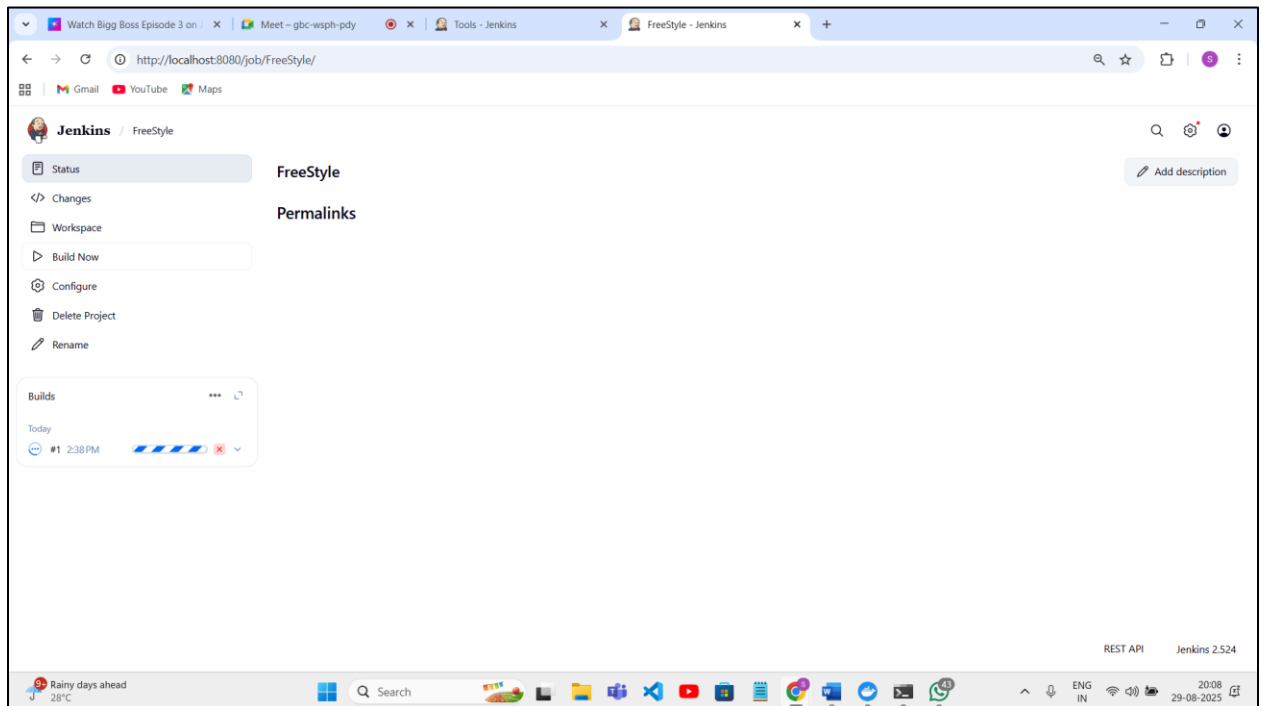 Watch Bigg Boss Episode 3 on J
Meet – gbc-wsph-pdy
Tools - Jenkins
FreeStyle - Jenkins
http://localhost:8080/job/FreeStyle/
S
Gmail
YouTube
Maps
Jenkins / FreeStyle
Status
FreeStyle
Add description
</> Changes
Permalinks
Workspace
Build Now
Configure
Delete Project
Rename
Builds
Today
#1 2:38 PM
REST API
Jenkins 2.524
9+
Rainy days ahead
28°C
Search
S
43
ENG
IN
20:08
29-08-2025